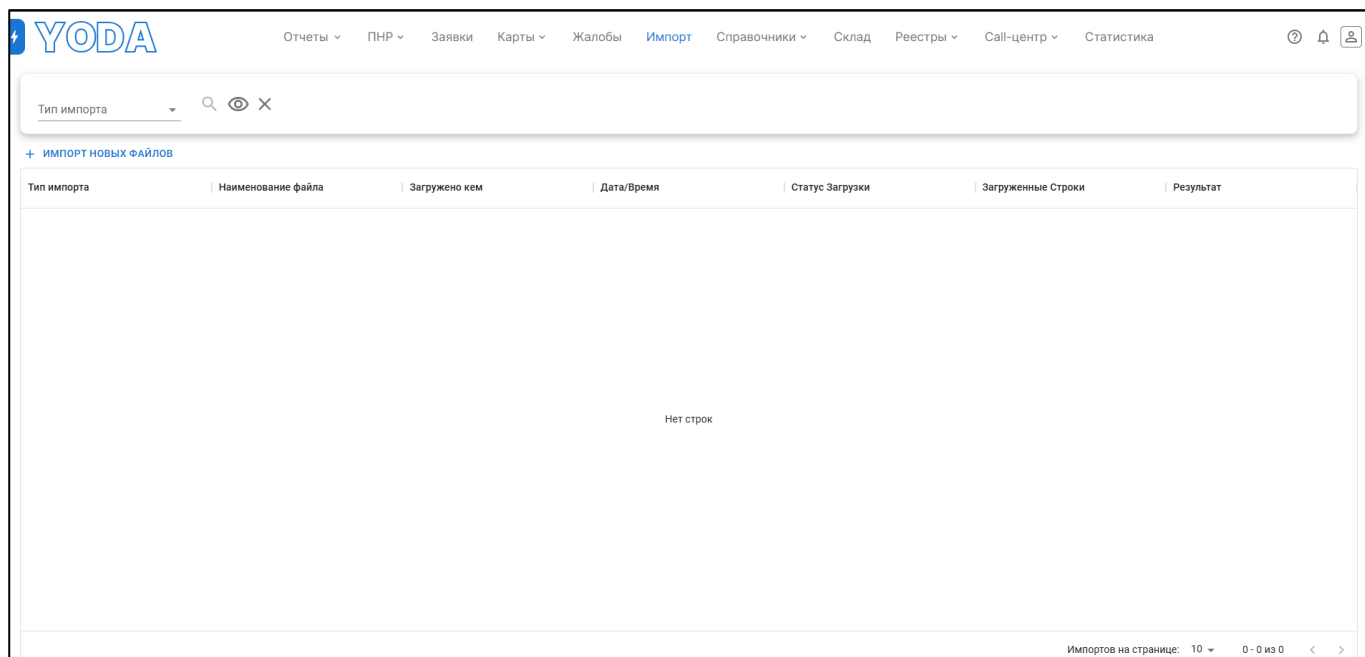 YODA Отчеты ПНР Заявки Карты Жалобы Импорт Справочники Склад Реестры Call-центр Статистика
Тип импорта
+ ИМПОРТ НОВЫХ ФАЙЛОВ
Тип импорта Наименование файла Загружено кем Дата/Время Статус Загрузки Загруженные Строки Результат
Нет строк
Импортов на странице: 10 0 - 0 из 0